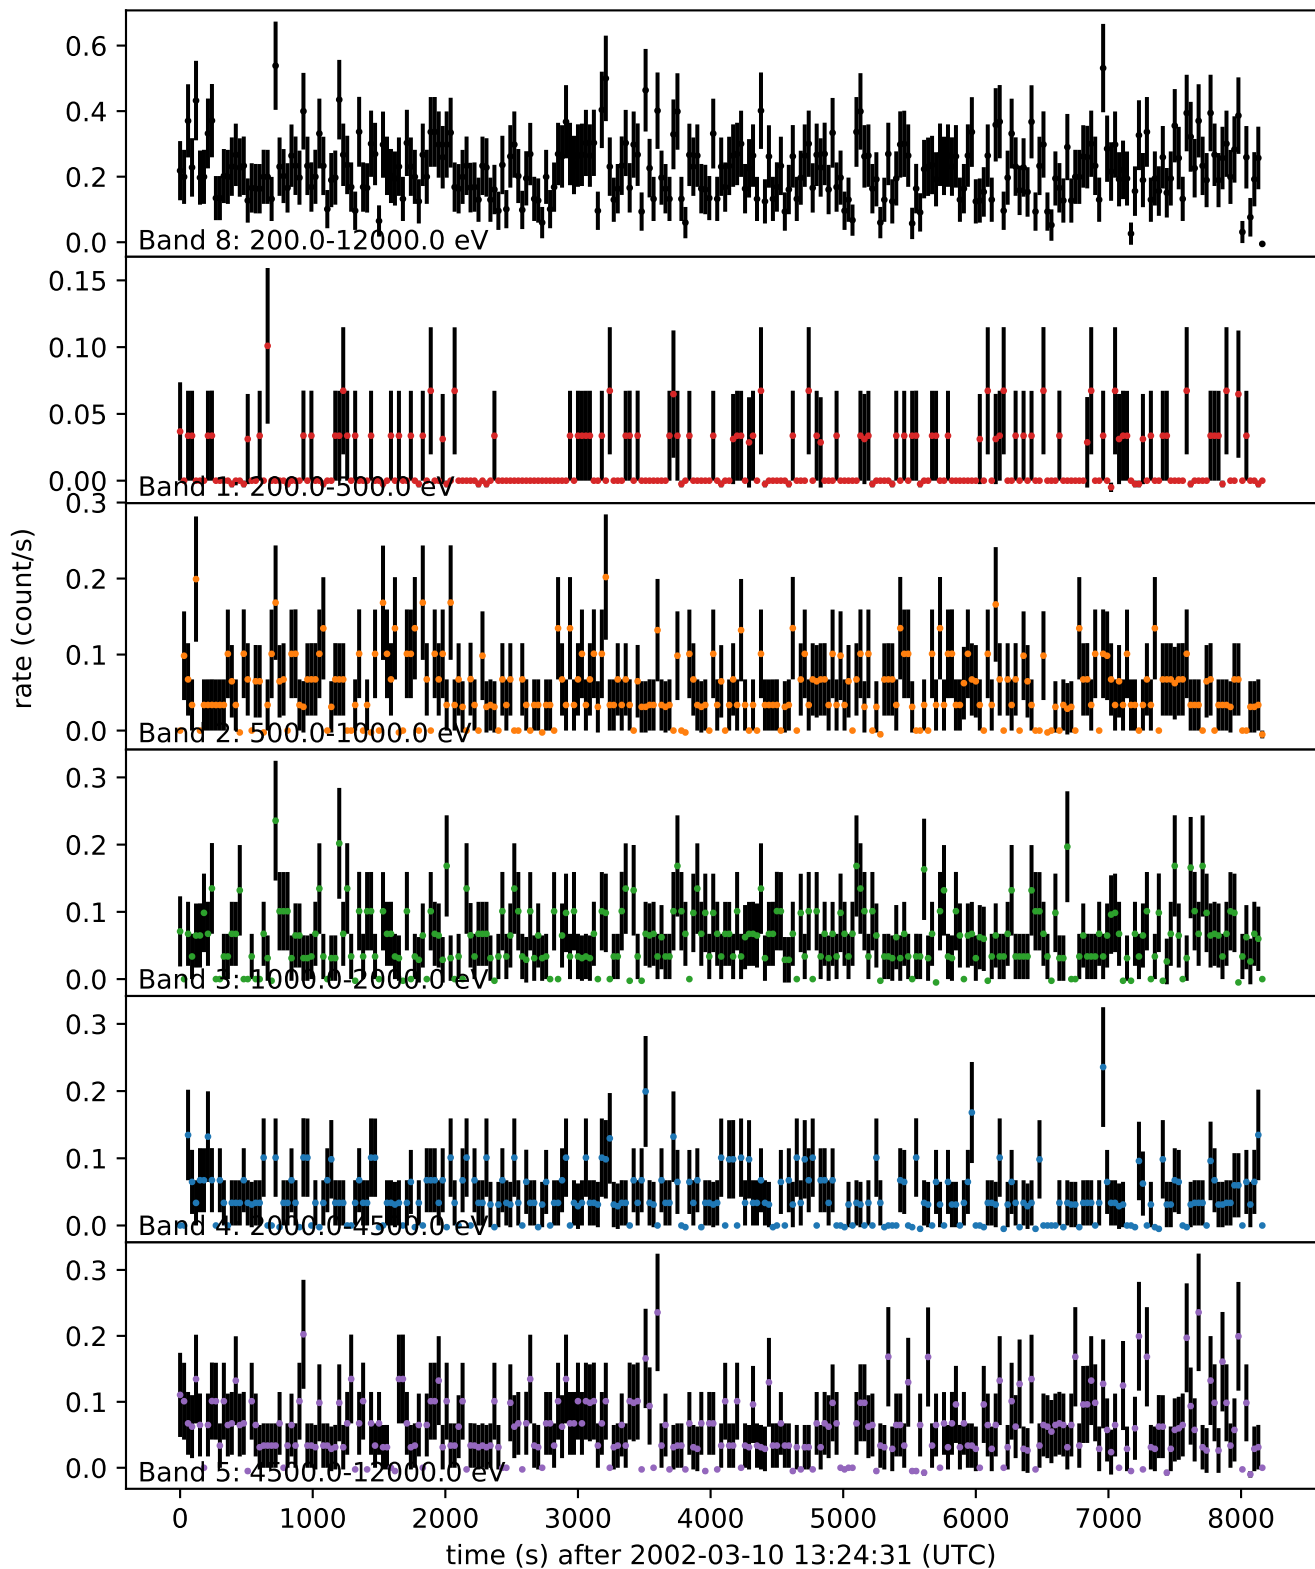 0.6
0.4
0.2
0.0
Band 8: 200.0-12000.0 eV
0.15
0.10
0.05
0.00
Band 1: 200.0-500.0 eV
0.3
0.2
0.1
0.0
Band 2: 500.0-1000.0 eV
rate (count/s)
0.3
0.2
0.1
0.0
Band 3: 1000.0-2000.0 eV
0.3
0.2
0.1
0.0
Band 4: 2000.0-4500.0 eV
0.3
0.2
0.1
0.0
Band 5: 4500.0-12000.0 eV
0 1000 2000 3000 4000 5000 6000 7000 8000
time (s) after 2002-03-10 13:24:31 (UTC)